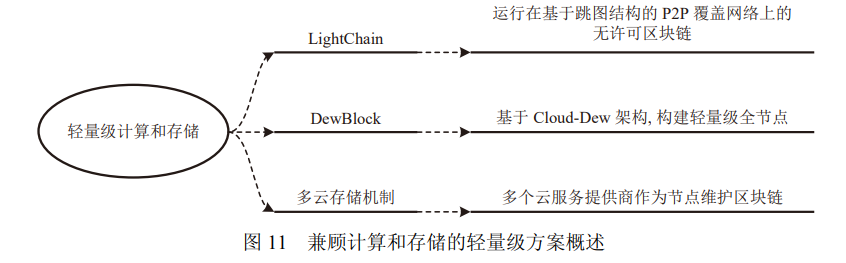 运行在基于跳图结构的 P2P 覆盖网络上的
无许可区块链
LightChain
轻量级计算和存储
DewBlock
基于 Cloud-Dew 架构, 构建轻量级全节点
多云存储机制
多个云服务提供商作为节点维护区块链
图 11 兼顾计算和存储的轻量级方案概述